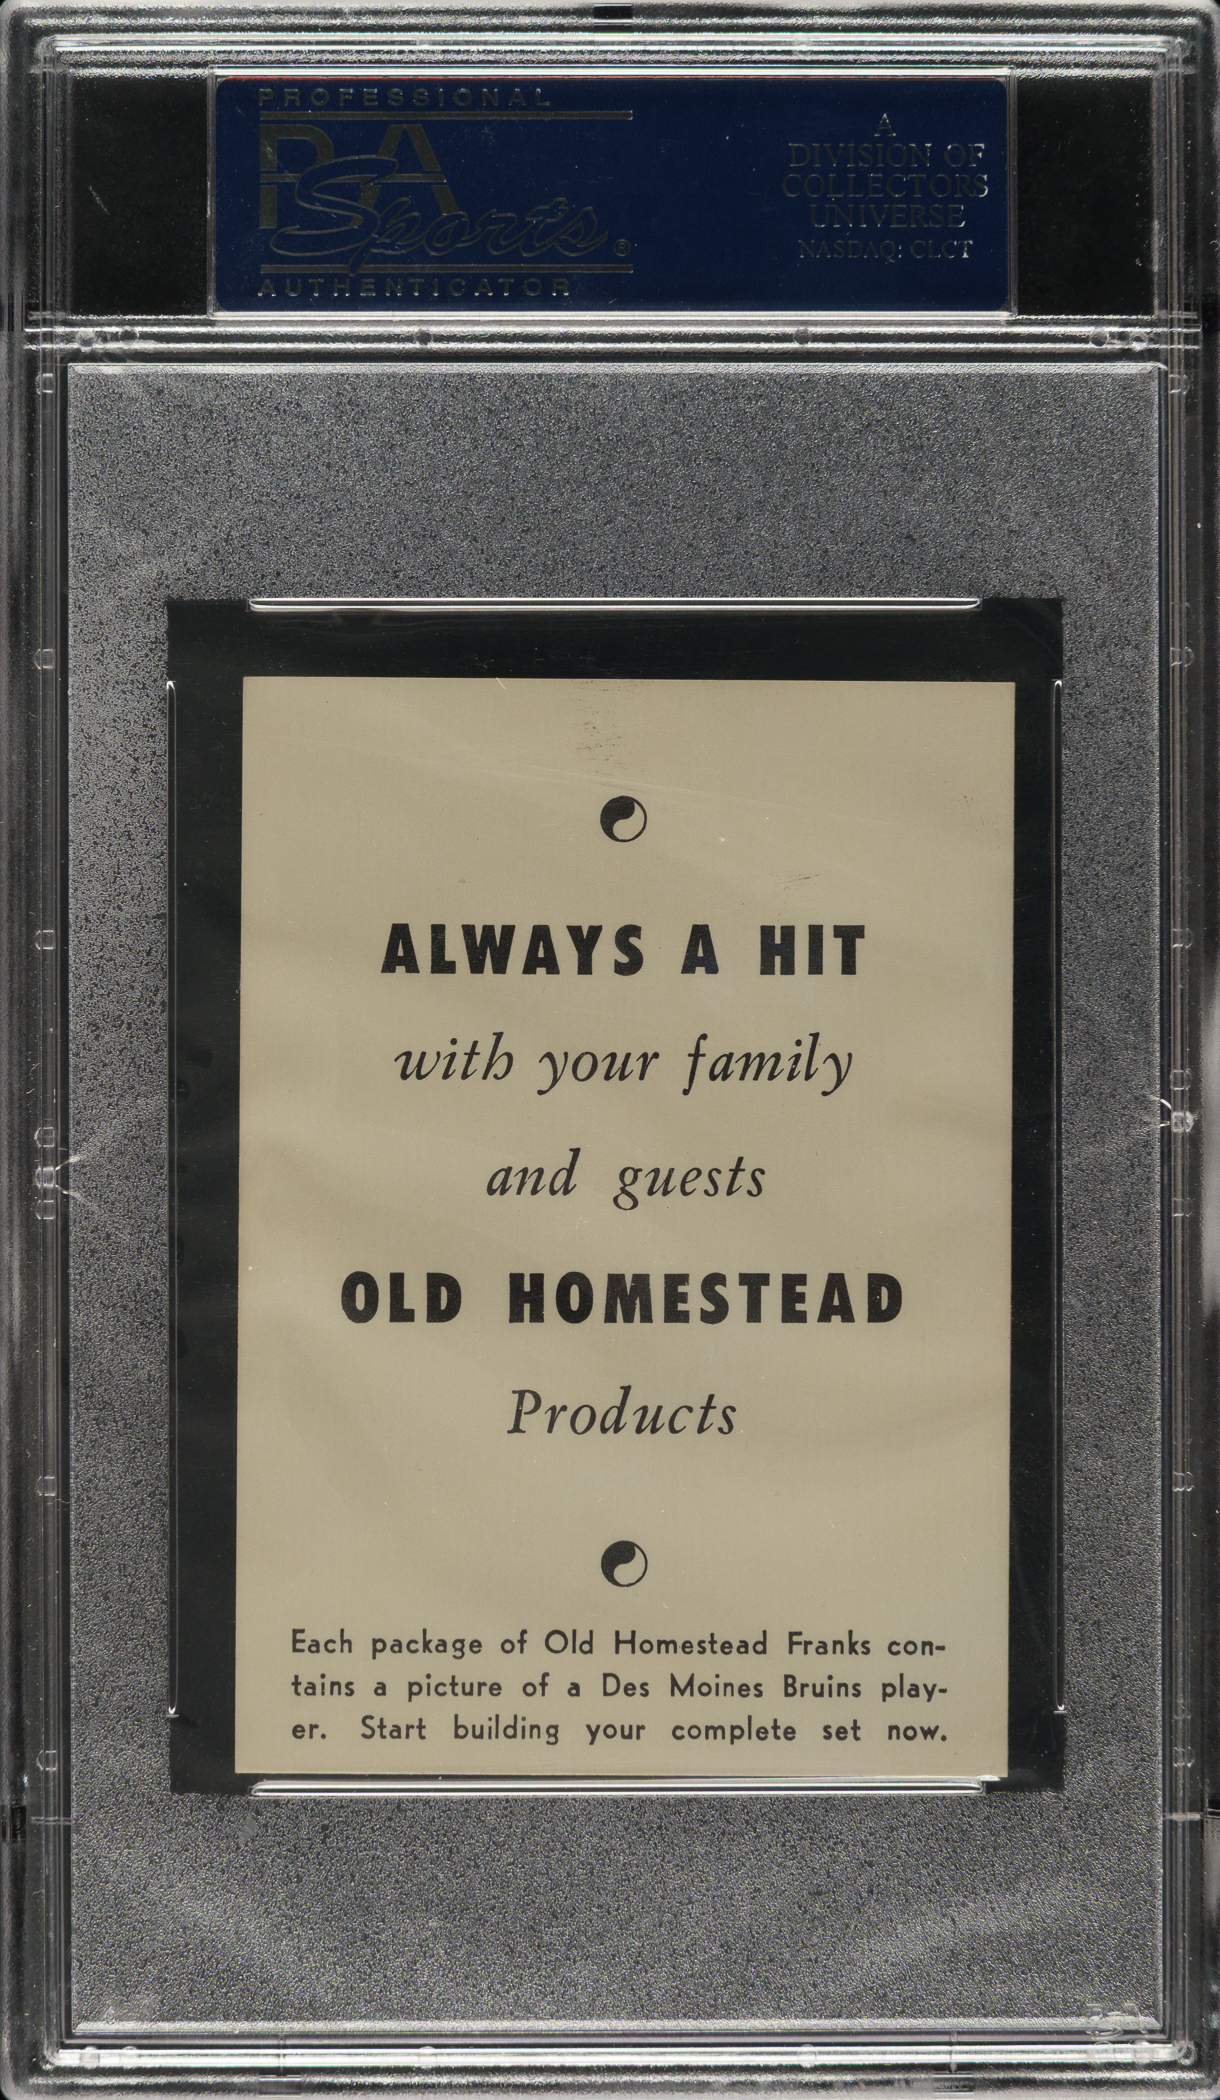 PROFESSIONAL
PSA
Sports®
AUTHENTICATOR
A
DIVISION OF
COLLECTORS
UNIVERSE
NASDAQ: CLCT
ALWAYS A HIT
with your family
and guests
OLD HOMESTEAD
Products
Each package of Old Homestead Franks con-
tains a picture of a Des Moines Bruins play-
er. Start building your complete set now.